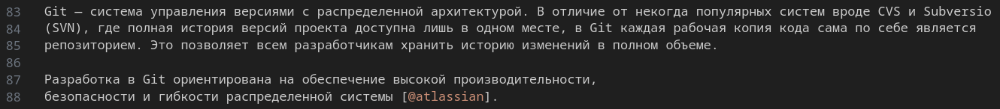 83 Git — система управления версиями с распределенной архитектурой. В отличие от некогда популярных систем вроде CVS и Subversio
84 (SVN), где полная история версий проекта доступна лишь в одном месте, в Git каждая рабочая копия кода сама по себе является
85 репозиторием. Это позволяет всем разработчикам хранить историю изменений в полном объеме.
86
87 Разработка в Git ориентирована на обеспечение высокой производительности,
88 безопасности и гибкости распределенной системы [@atlassian].